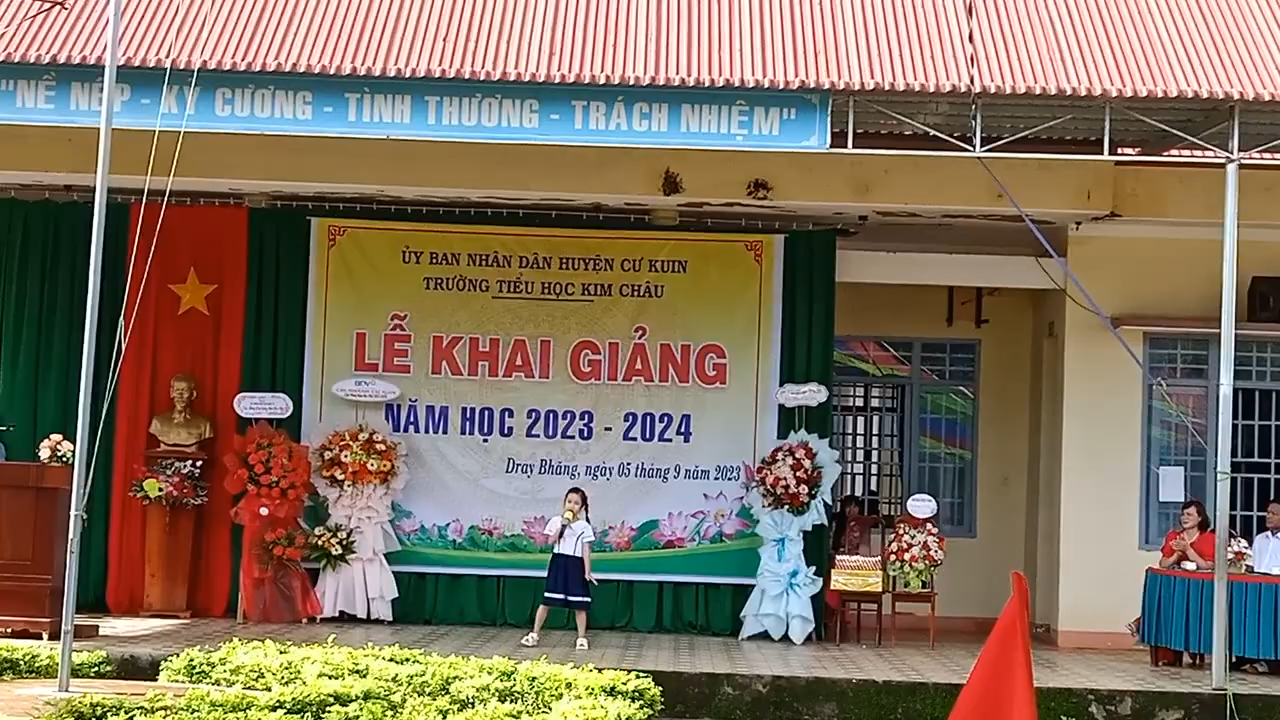 "NỀ NẾP - KỶ CƯƠNG - TÌNH THƯƠNG - TRÁCH NHIỆM"
ỦY BAN NHÂN DÂN HUYỆN CƯ KUIN
TRƯỜNG TIỂU HỌC KIM CHÂU
LỄ KHAI GIẢNG
NĂM HỌC 2023 - 2024
Dray Bhăng, ngày 05 tháng 9 năm 2023
BIDV